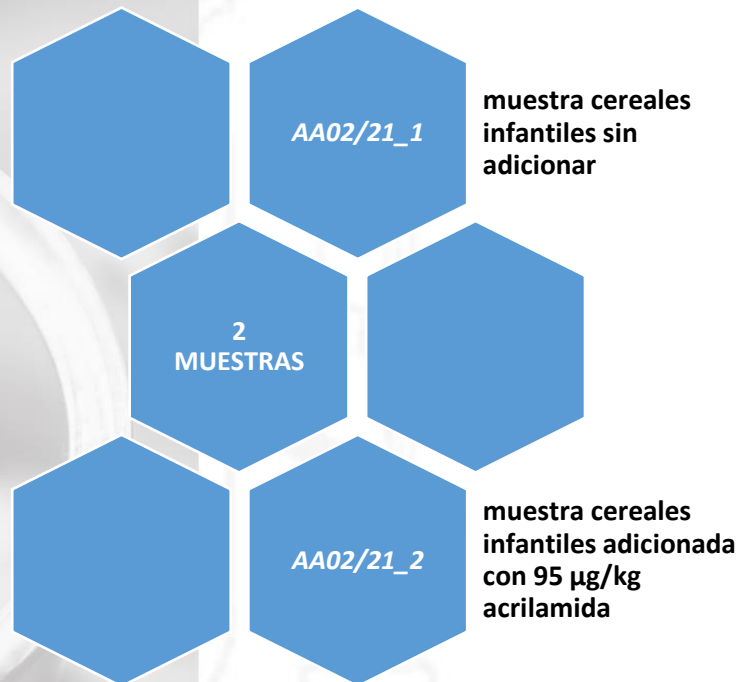 AA02/21_1
muestra cereales
infantiles sin
adicionar
2
MUESTRAS
AA02/21_2
muestra cereales
infantiles adicionada
con 95 µg/kg
acrilamida